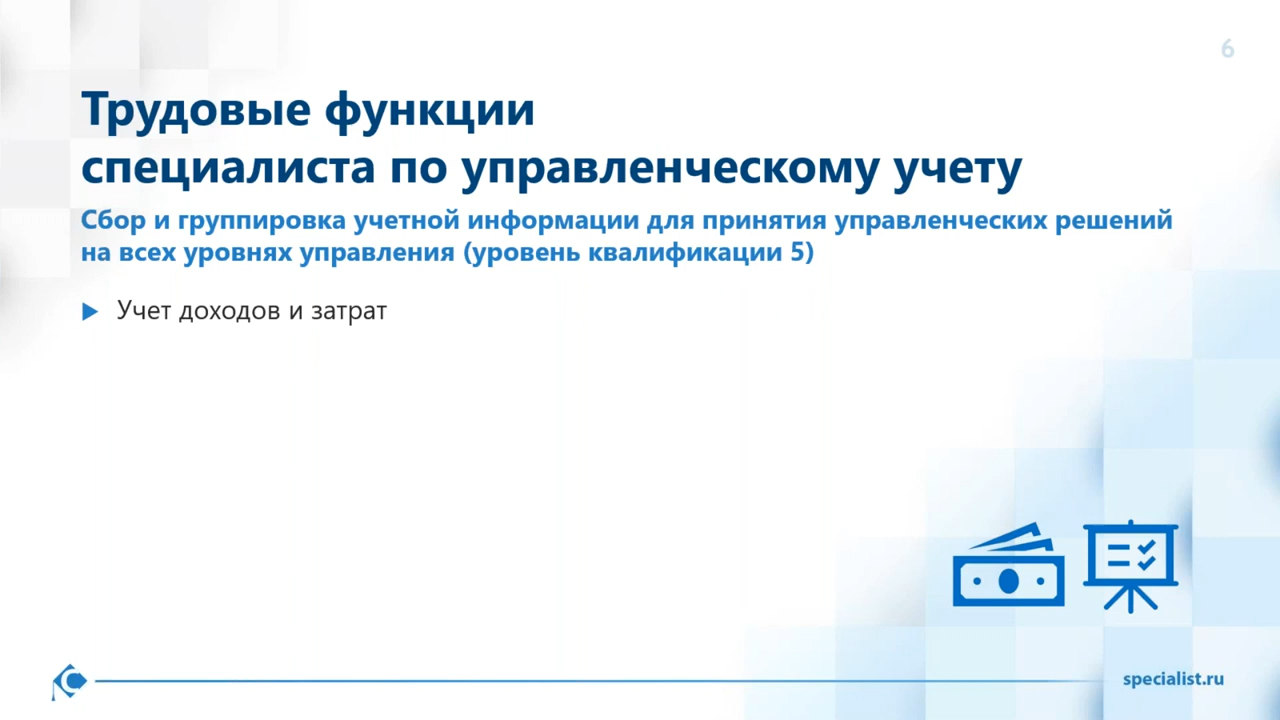 6
Трудовые функции
специалиста по управленческому учету
Сбор и группировка учетной информации для принятия управленческих решений
на всех уровнях управления (уровень квалификации 5)
Учет доходов и затрат
specialist.ru